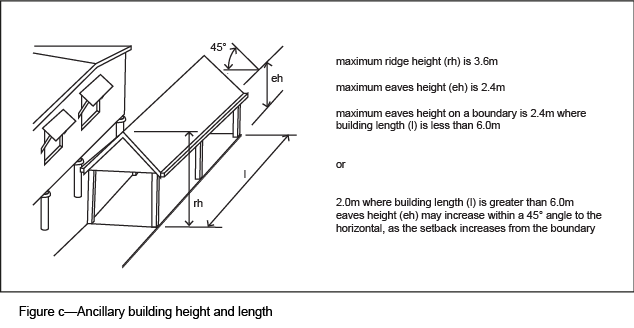 45°
eh
l
rh
maximum ridge height (rh) is 3.6m
maximum eaves height (eh) is 2.4m
maximum eaves height on a boundary is 2.4m where
building length (l) is less than 6.0m
or
2.0m where building length (l) is greater than 6.0m
eaves height (eh) may increase within a 45° angle to the
horizontal, as the setback increases from the boundary
Figure c—Ancillary building height and length